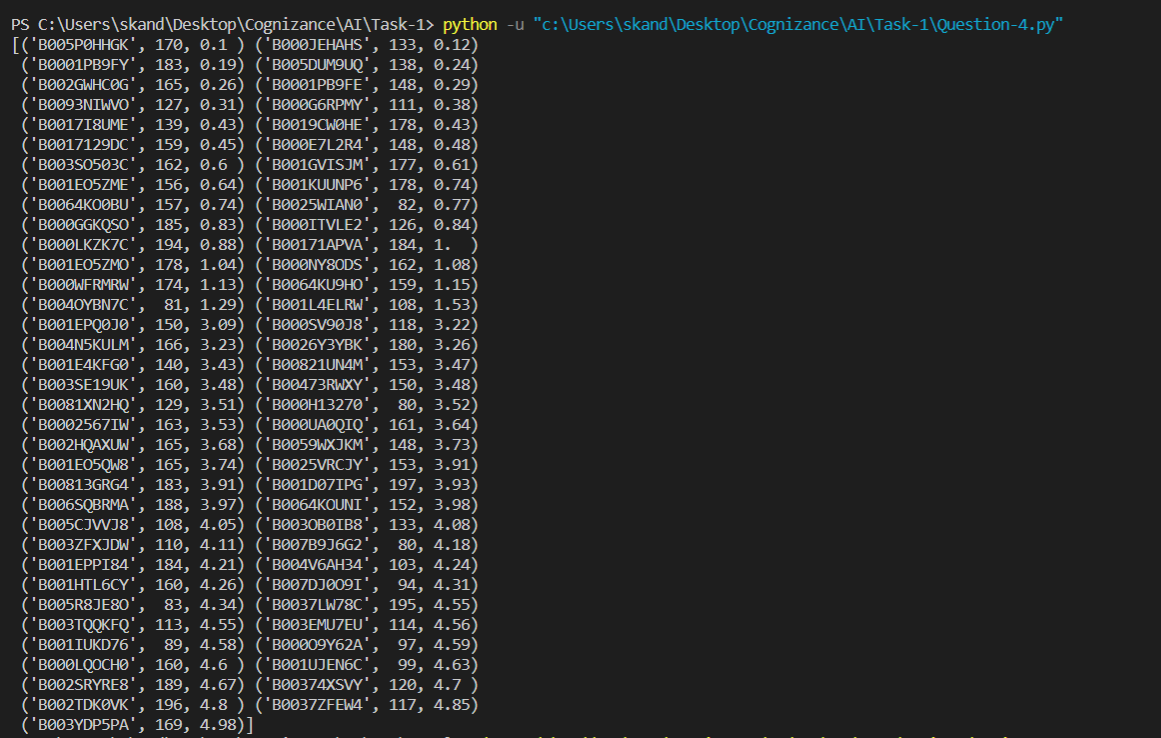 PS C:\Users\skand\Desktop\Cognizance\AI\Task-1> python -u "c:\Users\skand\Desktop\Cognizance\AI\Task-1\Question-4.py"
[('B005P0HHGK', 170, 0.1 ) ('B000JEHAHS', 133, 0.12)
 ('B0001PB9FY', 183, 0.19) ('B005DUM9UQ', 138, 0.24)
 ('B002GWHC0G', 165, 0.26) ('B0001PB9FE', 148, 0.29)
 ('B0093NIWVO', 127, 0.31) ('B000G6RPMY', 111, 0.38)
 ('B0017I8UME', 139, 0.43) ('B0019CW0HE', 178, 0.43)
 ('B0017129DC', 159, 0.45) ('B000E7L2R4', 148, 0.48)
 ('B003SO503C', 162, 0.6 ) ('B001GVISJM', 177, 0.61)
 ('B001EO5ZME', 156, 0.64) ('B001KUUNP6', 178, 0.74)
 ('B0064KO0BU', 157, 0.74) ('B0025WIAN0',  82, 0.77)
 ('B000GGKQSO', 185, 0.83) ('B000ITVLE2', 126, 0.84)
 ('B000LKZK7C', 194, 0.88) ('B00171APVA', 184, 1.  )
 ('B001EO5ZMO', 178, 1.04) ('B000NY8ODS', 162, 1.08)
 ('B000WFRMRW', 174, 1.13) ('B0064KU9HO', 159, 1.15)
 ('B004OYBN7C',  81, 1.29) ('B001L4ELRW', 108, 1.53)
 ('B001EPQ0J0', 150, 3.09) ('B000SV90J8', 118, 3.22)
 ('B004N5KULM', 166, 3.23) ('B0026Y3YBK', 180, 3.26)
 ('B001E4KFG0', 140, 3.43) ('B00821UN4M', 153, 3.47)
 ('B003SE19UK', 160, 3.48) ('B00473RWXY', 150, 3.48)
 ('B0081XN2HQ', 129, 3.51) ('B000H13270',  80, 3.52)
 ('B0002567IW', 163, 3.53) ('B000UA0QIQ', 161, 3.64)
 ('B002HQAXUW', 165, 3.68) ('B0059WXJKM', 148, 3.73)
 ('B001EO5QW8', 165, 3.74) ('B0025VRCJY', 153, 3.91)
 ('B00813GRG4', 183, 3.91) ('B001D07IPG', 197, 3.93)
 ('B006SQBRMA', 188, 3.97) ('B0064KOUNI', 152, 3.98)
 ('B005CJVVJ8', 108, 4.05) ('B003OB0IB8', 133, 4.08)
 ('B003ZFXJDW', 110, 4.11) ('B007B9J6G2',  80, 4.18)
 ('B001EPPI84', 184, 4.21) ('B004V6AH34', 103, 4.24)
 ('B001HTL6CY', 160, 4.26) ('B007DJ0O9I',  94, 4.31)
 ('B005R8JE8O',  83, 4.34) ('B0037LW78C', 195, 4.55)
 ('B003TQQKFQ', 113, 4.55) ('B003EMU7EU', 114, 4.56)
 ('B001IUKD76',  89, 4.58) ('B000O9Y62A',  97, 4.59)
 ('B000LQOCH0', 160, 4.6 ) ('B001UJEN6C',  99, 4.63)
 ('B002SRYRE8', 189, 4.67) ('B00374XSVY', 120, 4.7 )
 ('B002TDK0VK', 196, 4.8 ) ('B0037ZFEW4', 117, 4.85)
 ('B003YDP5PA', 169, 4.98)]